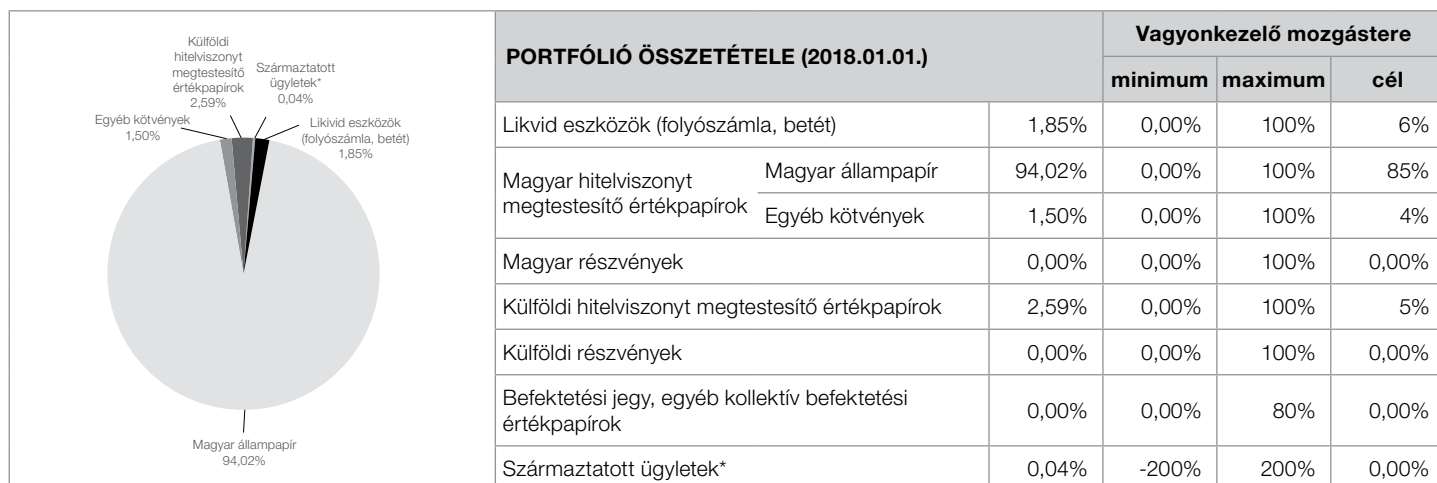 Külföldi
hitelviszonyt
megtestesítő
értékpapírok
2,59%
Származtatott
ügyletek*
0,04%
Egyéb kötvények
1,50%
Likivid eszközök
(folyószámla, betét)
1,85%
Magyar állampapír
94,02%
PORTFÓLIÓ ÖSSZETÉTELE (2018.01.01.)
Vagyonkezelő mozgástere
minimum maximum cél
Likvid eszközök (folyószámla, betét) 1,85% 0,00% 100% 6%
Magyar hitelviszonyt
megtestesítő értékpapírok
Magyar állampapír 94,02% 0,00% 100% 85%
Egyéb kötvények 1,50% 0,00% 100% 4%
Magyar részvények 0,00% 0,00% 100% 0,00%
Külföldi hitelviszonyt megtestesítő értékpapírok 2,59% 0,00% 100% 5%
Külföldi részvények 0,00% 0,00% 100% 0,00%
Befektetési jegy, egyéb kollektív befektetési
értékpapírok 0,00% 0,00% 80% 0,00%
Származtatott ügyletek* 0,04% -200% 200% 0,00%